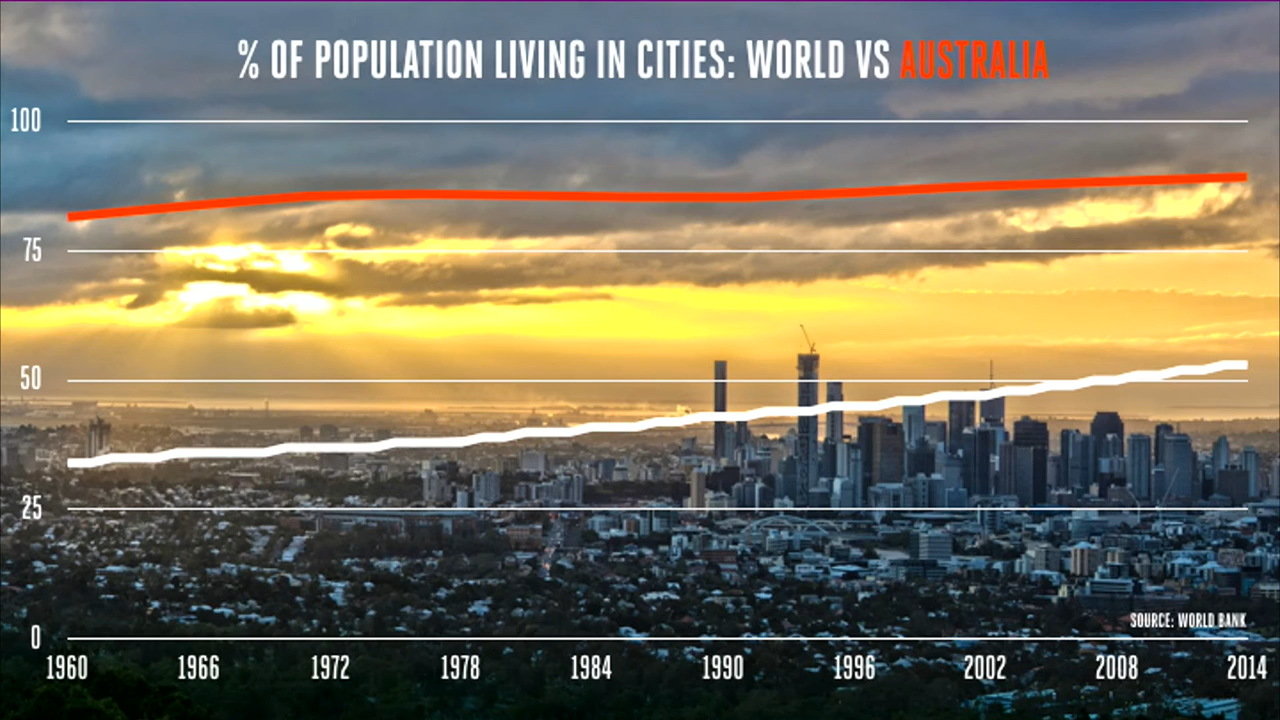 % OF POPULATION LIVING IN CITIES: WORLD VS AUSTRALIA
100
75
50
25
0
SOURCE: WORLD BANK
1960 1966 1972 1978 1984 1990 1996 2002 2008 2014